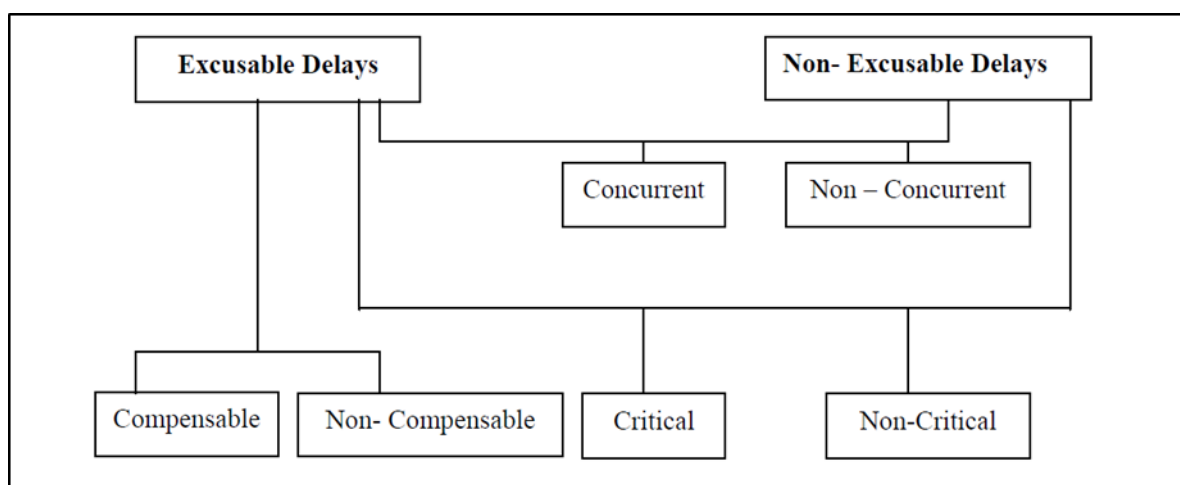 Excusable Delays
Non- Excusable Delays
Concurrent
Non – Concurrent
Compensable
Non- Compensable
Critical
Non-Critical